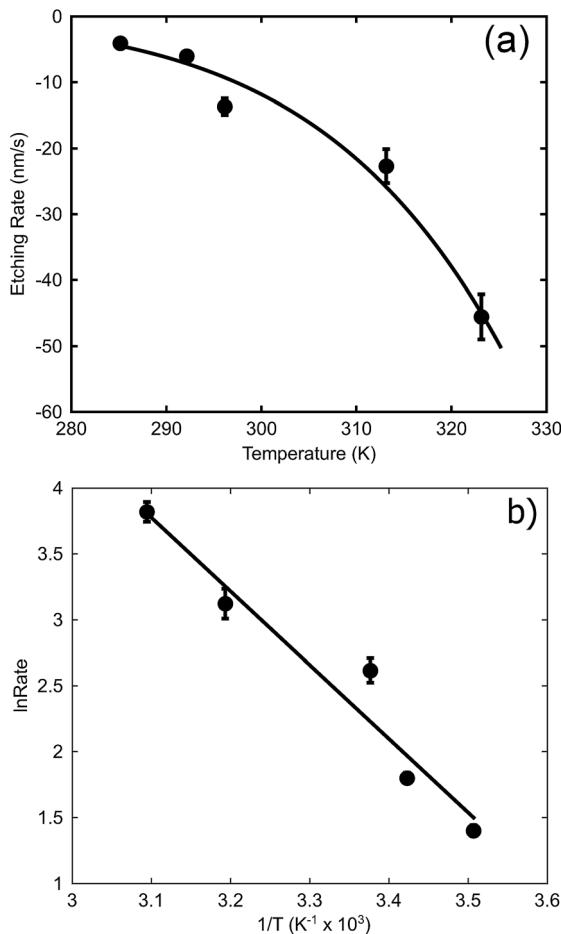 (a)
0
-10
-20
-30
-40
-50
-60
Etching Rate (nm/s)
280 290 300 310 320 330
Temperature (K)
b)
4
3.5
3
2.5
2
1.5
1
lnRate
3 3.1 3.2 3.3 3.4 3.5 3.6
1/T (K⁻¹ x 10³)